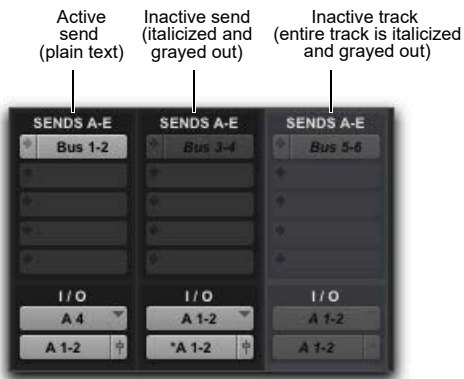 Active
send
(plain text)
Inactive send
(italicized and
grayed out)
Inactive track
(entire track is italicized
and grayed out)
SENDS A-E
SENDS A-E
SENDS A-E
Bus 1-2
Bus 3-4
Bus 5-6
I / O
I / O
I / O
A 4
A 1-2
A 1-2
A 1-2
*A 1-2
A 1-2